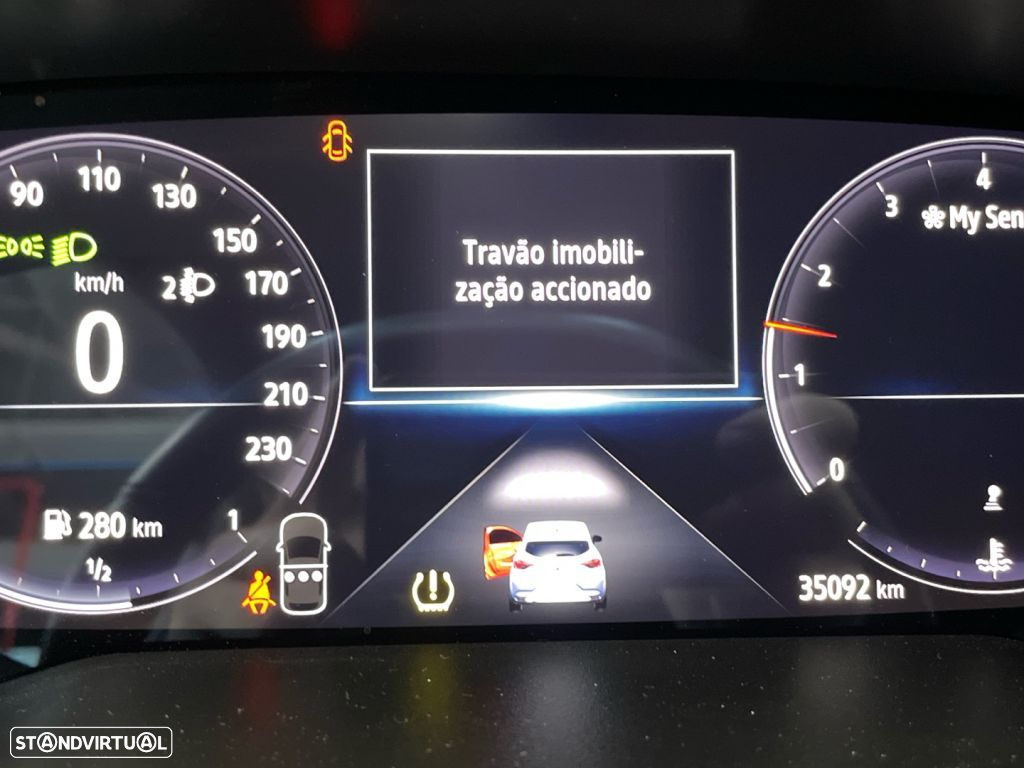 90 110 130 150 170 190 210 230
km/h
0
2
Travão imobili-
zação accionado
0 1 2 3 4
My Sen
280 km
1/2
1
35092 km
STANDVIRTUAL